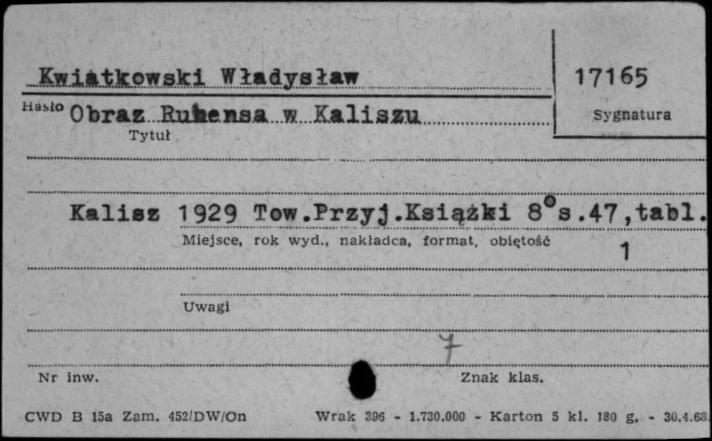 Kwiatkowski Władysław
17165
Hasło
Obraz Rubensa w Kaliszu
Sygnatura
Tytuł
Kalisz 1929 Tow.Przyj.Książki 8° s.47,tabl.
Miejsce, rok wyd., nakładca, format, objętość
1
Uwagi
7
Nr inw.
Znak klas.
CWD B 15a Zam. 452/DW/On
Wrak 396 - 1.730.000 - Karton 5 kl. 180 g. - 30.4.68